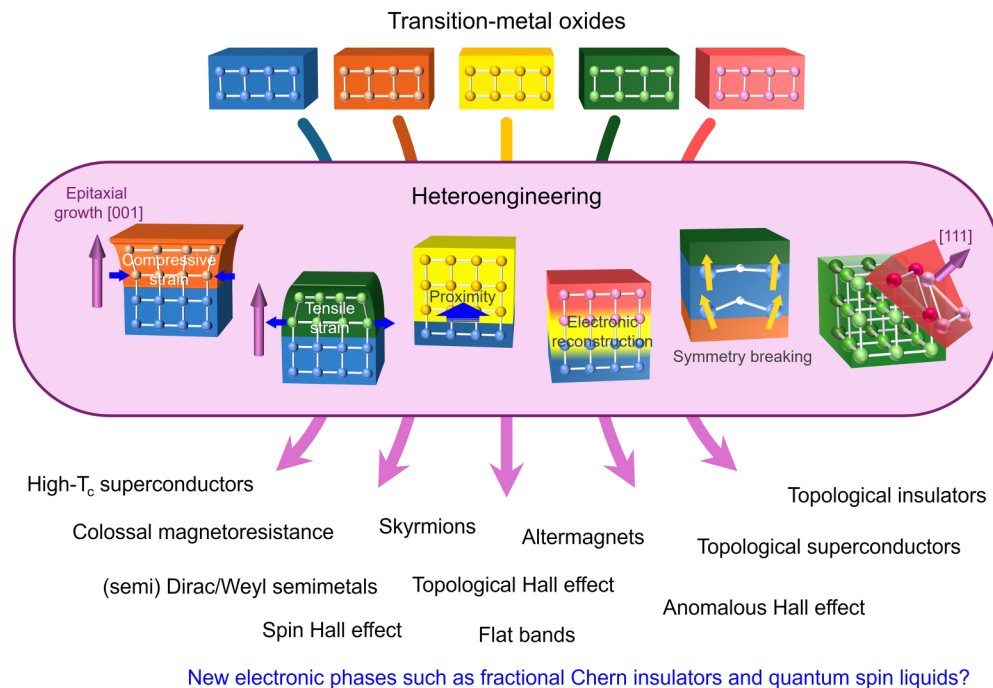 Transition-metal oxides
Heteroengineering
Epitaxial
growth [001]
Compressive
strain
Tensile
strain
Proximity
Electronic
reconstruction
Symmetry breaking
[111]
High-Tc superconductors
Colossal magnetoresistance
Skyrmions
Altermagnets
Topological insulators
Topological superconductors
(semi) Dirac/Weyl semimetals
Topological Hall effect
Anomalous Hall effect
Spin Hall effect
Flat bands
New electronic phases such as fractional Chern insulators and quantum spin liquids?